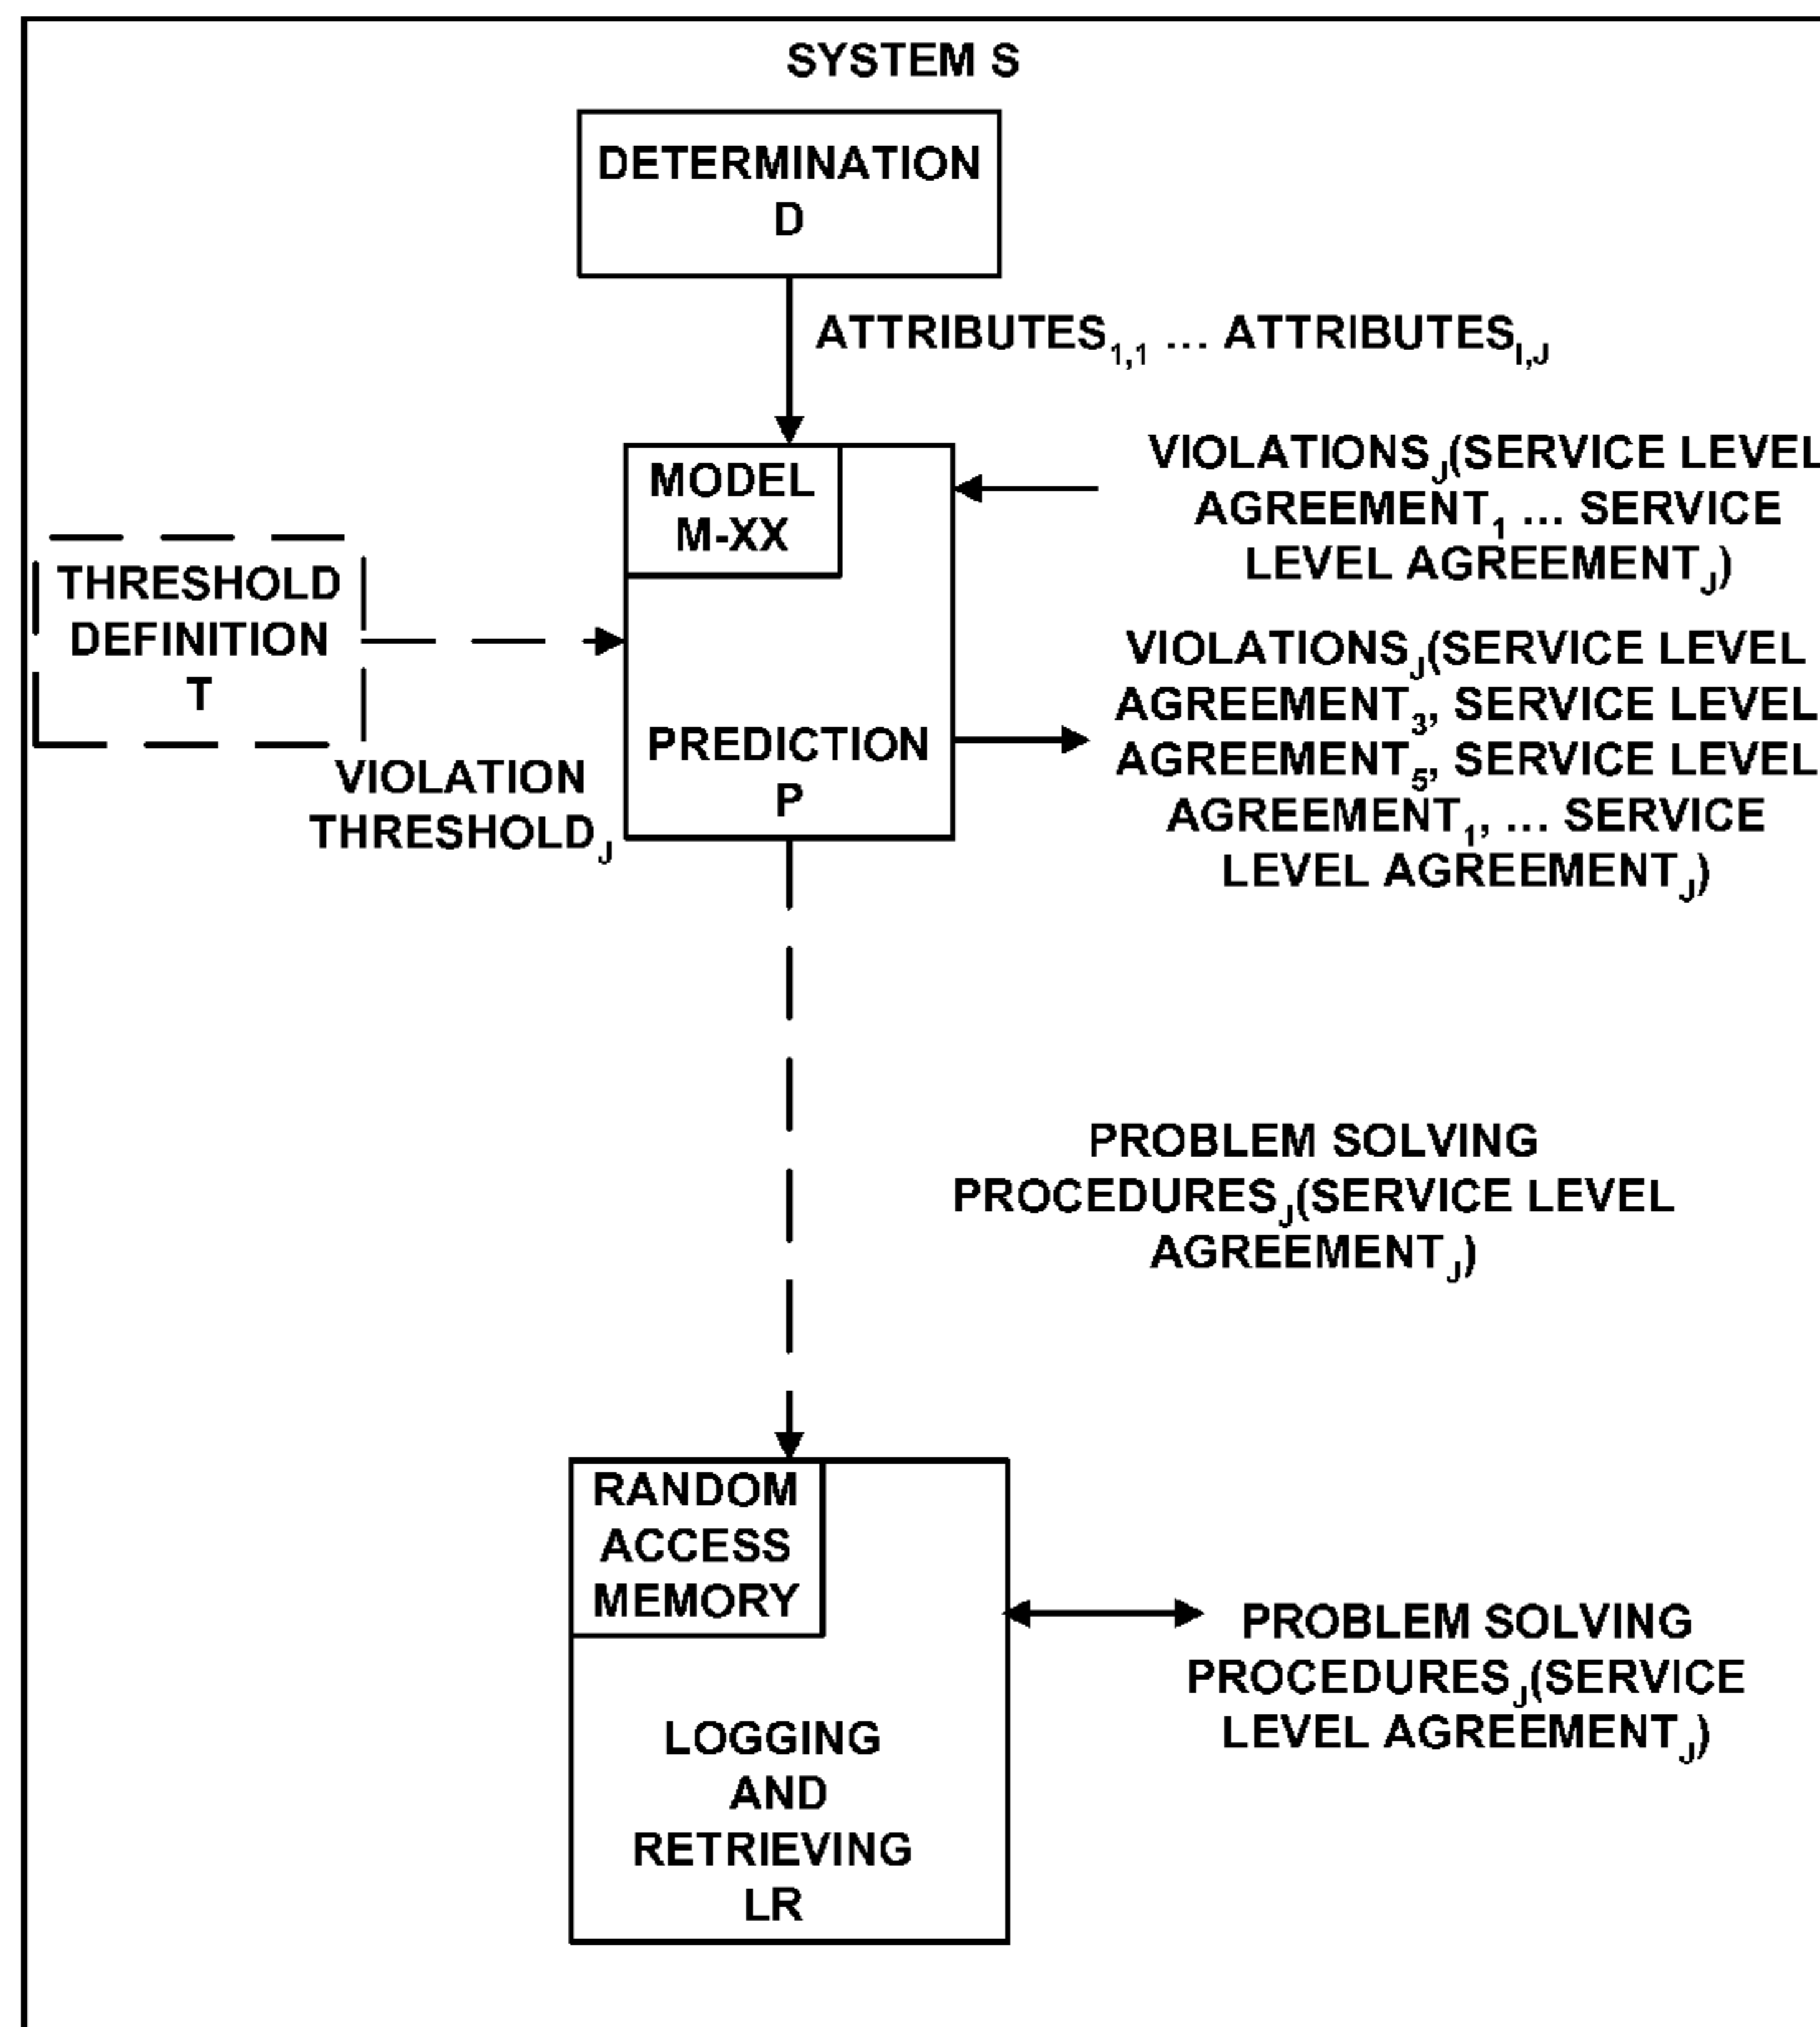 SYSTEM S
DETERMINATION
D
ATTRIBUTES1,1 ... ATTRIBUTESI,J
MODEL
M-XX
VIOLATIONSJ(SERVICE LEVEL
AGREEMENT1 ... SERVICE
LEVEL AGREEMENTJ)
THRESHOLD
DEFINITION
T
VIOLATION
THRESHOLDJ
PREDICTION
P
VIOLATIONSJ(SERVICE LEVEL
AGREEMENT3, SERVICE LEVEL
AGREEMENT5, SERVICE LEVEL
AGREEMENT1, ... SERVICE
LEVEL AGREEMENTJ)
PROBLEM SOLVING
PROCEDURESJ(SERVICE LEVEL
AGREEMENTJ)
RANDOM
ACCESS
MEMORY
LOGGING
AND
RETRIEVING
LR
PROBLEM SOLVING
PROCEDURESJ(SERVICE
LEVEL AGREEMENTJ)